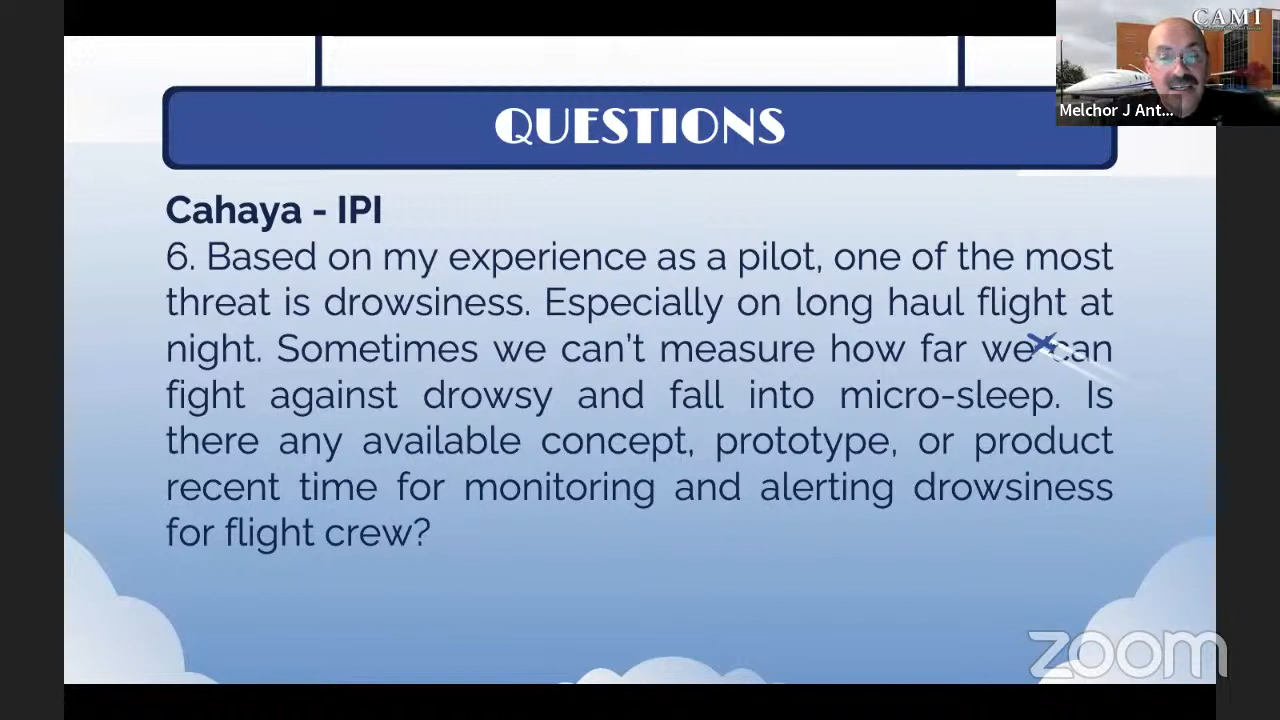 CAMI
Melchor J Ant...
QUESTIONS
Cahaya - IPI
6. Based on my experience as a pilot, one of the most
threat is drowsiness. Especially on long haul flight at
night. Sometimes we can't measure how far we can
fight against drowsy and fall into micro-sleep. Is
there any available concept, prototype, or product
recent time for monitoring and alerting drowsiness
for flight crew?
zoom